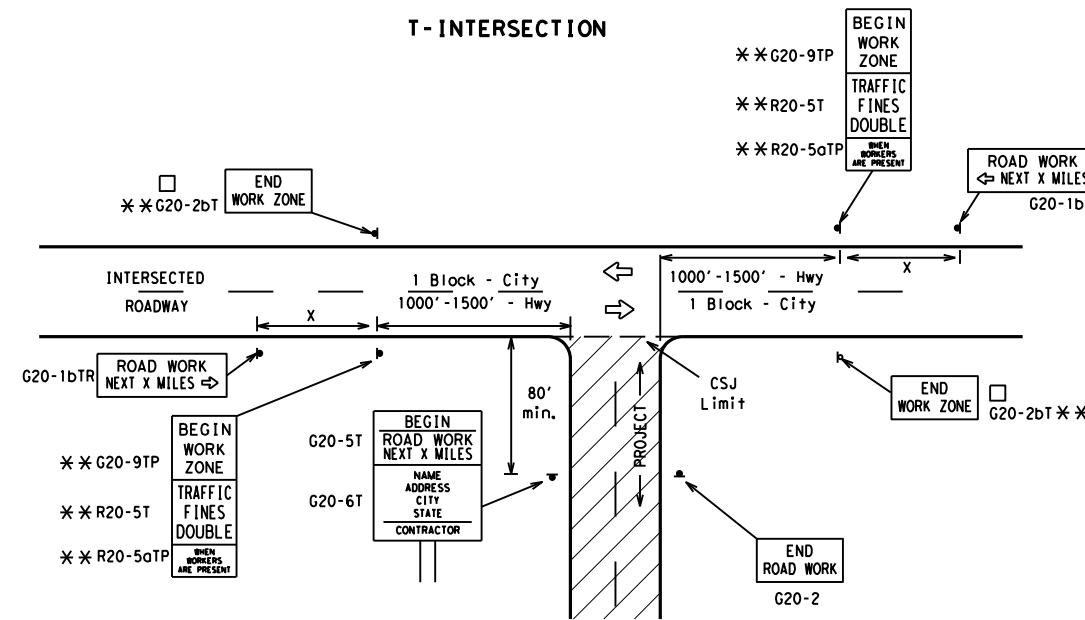 T-INTERSECTION
BEGIN
WORK
ZONE
TRAFFIC
FINES
DOUBLE
WHEN
WORKERS
ARE PRESENT
**G20-9TP
**R20-5T
**R20-5aTP
ROAD WORK
⇦ NEXT X MILES
G20-1b
END
WORK ZONE
□
**G20-2bT
INTERSECTED
ROADWAY
1 Block - City
1000'-1500' - Hwy
1000'-1500' - Hwy
1 Block - City
X
X
G20-1bTR
ROAD WORK
NEXT X MILES ⇨
80'
min.
CSJ
Limit
END
WORK ZONE
□
G20-2bT **
BEGIN
WORK
ZONE
TRAFFIC
FINES
DOUBLE
WHEN
WORKERS
ARE PRESENT
**G20-9TP
**R20-5T
**R20-5aTP
G20-5T
BEGIN
ROAD WORK
NEXT X MILES
G20-6T
NAME
ADDRESS
CITY
STATE
CONTRACTOR
PROJECT
END
ROAD WORK
G20-2